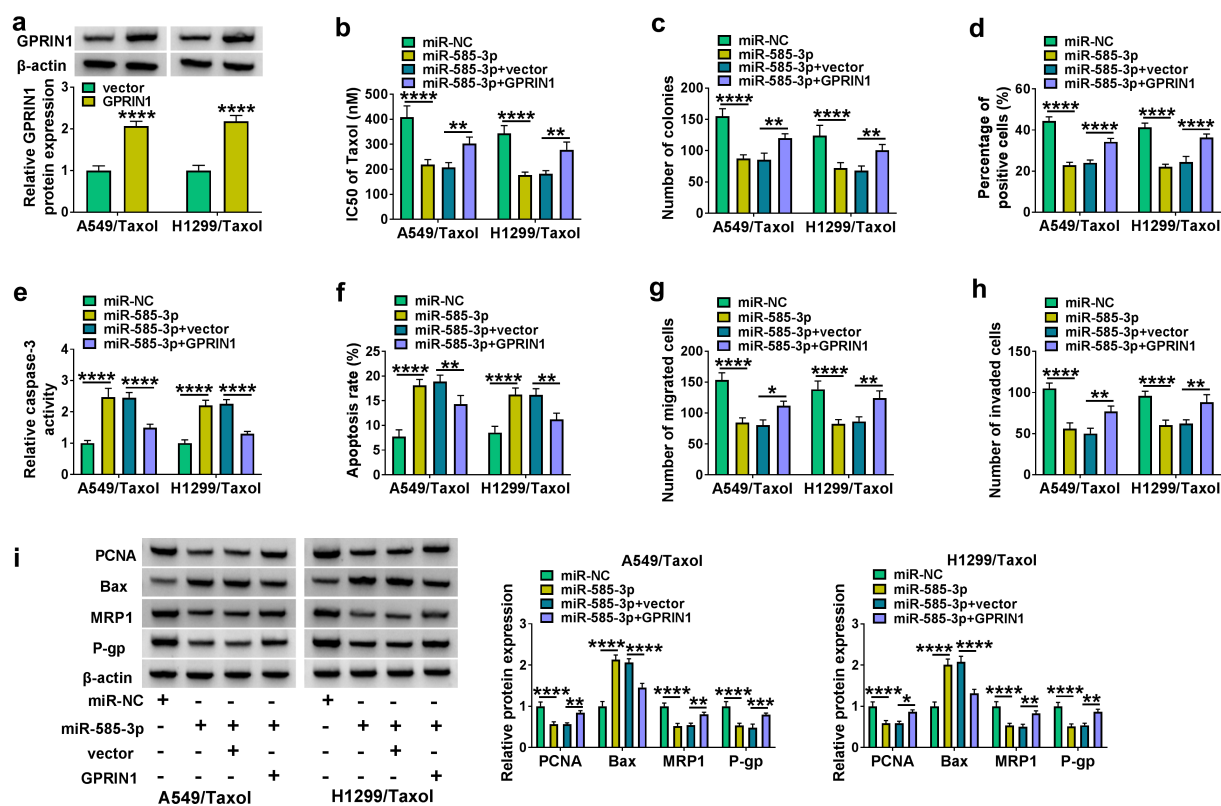 a
GPRIN1
β-actin
vector
GPRIN1
Relative GPRIN1
protein expression
3
2
1
0
****
****
A549/Taxol
H1299/Taxol
b
miR-NC
miR-585-3p
miR-585-3p+vector
miR-585-3p+GPRIN1
IC50 of Taxol (nM)
500
400
300
200
100
0
****
**
****
**
A549/Taxol
H1299/Taxol
c
miR-NC
miR-585-3p
miR-585-3p+vector
miR-585-3p+GPRIN1
Number of colonies
200
150
100
50
0
****
**
****
**
A549/Taxol
H1299/Taxol
d
miR-NC
miR-585-3p
miR-585-3p+vector
miR-585-3p+GPRIN1
Percentage of
positive cells (%)
60
40
20
0
****
****
****
****
A549/Taxol
H1299/Taxol
e
miR-NC
miR-585-3p
miR-585-3p+vector
miR-585-3p+GPRIN1
Relative caspase-3
activity
4
3
2
1
0
****
****
****
****
A549/Taxol
H1299/Taxol
f
miR-NC
miR-585-3p
miR-585-3p+vector
miR-585-3p+GPRIN1
Apoptosis rate (%)
25
20
15
10
5
0
****
**
****
**
A549/Taxol
H1299/Taxol
g
miR-NC
miR-585-3p
miR-585-3p+vector
miR-585-3p+GPRIN1
Number of migrated cells
200
150
100
50
0
****
*
****
**
A549/Taxol
H1299/Taxol
h
miR-NC
miR-585-3p
miR-585-3p+vector
miR-585-3p+GPRIN1
Number of invaded cells
150
100
50
0
****
**
****
**
A549/Taxol
H1299/Taxol
i
PCNA
Bax
MRP1
P-gp
β-actin
miR-NC + - - - + - - -
miR-585-3p - + + + - + + +
vector - - + - - - + -
GPRIN1 - - - + - - - +
A549/Taxol
H1299/Taxol
A549/Taxol
miR-NC
miR-585-3p
miR-585-3p+vector
miR-585-3p+GPRIN1
Relative protein expression
3
2
1
0
****
**
****
****
****
**
****
***
PCNA
Bax
MRP1
P-gp
H1299/Taxol
miR-NC
miR-585-3p
miR-585-3p+vector
miR-585-3p+GPRIN1
Relative protein expression
3
2
1
0
****
*
****
****
****
**
****
**
PCNA
Bax
MRP1
P-gp